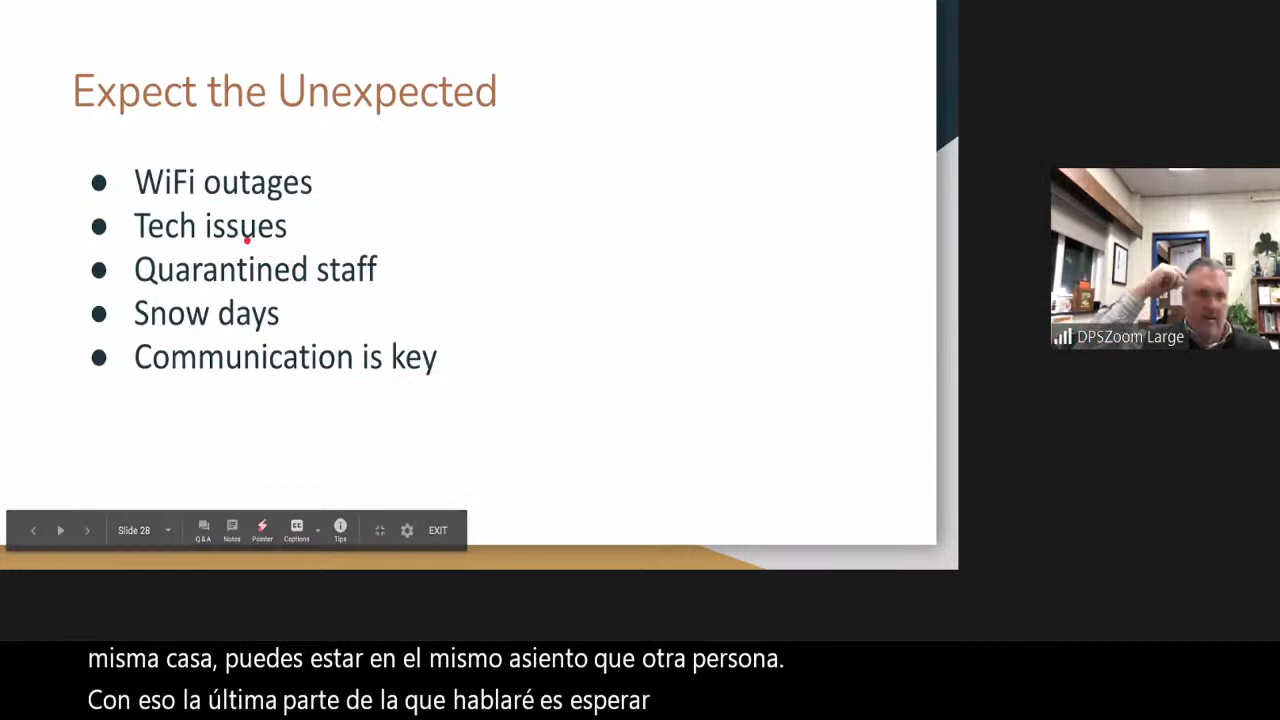 Expect the Unexpected
WiFi outages
Tech issues
Quarantined staff
Snow days
Communication is key
DPSZoom Large
Slide 28
Q&A
Notes
Pointer
Captions
Tips
EXIT
misma casa, puedes estar en el mismo asiento que otra persona.
Con eso la última parte de la que hablaré es esperar